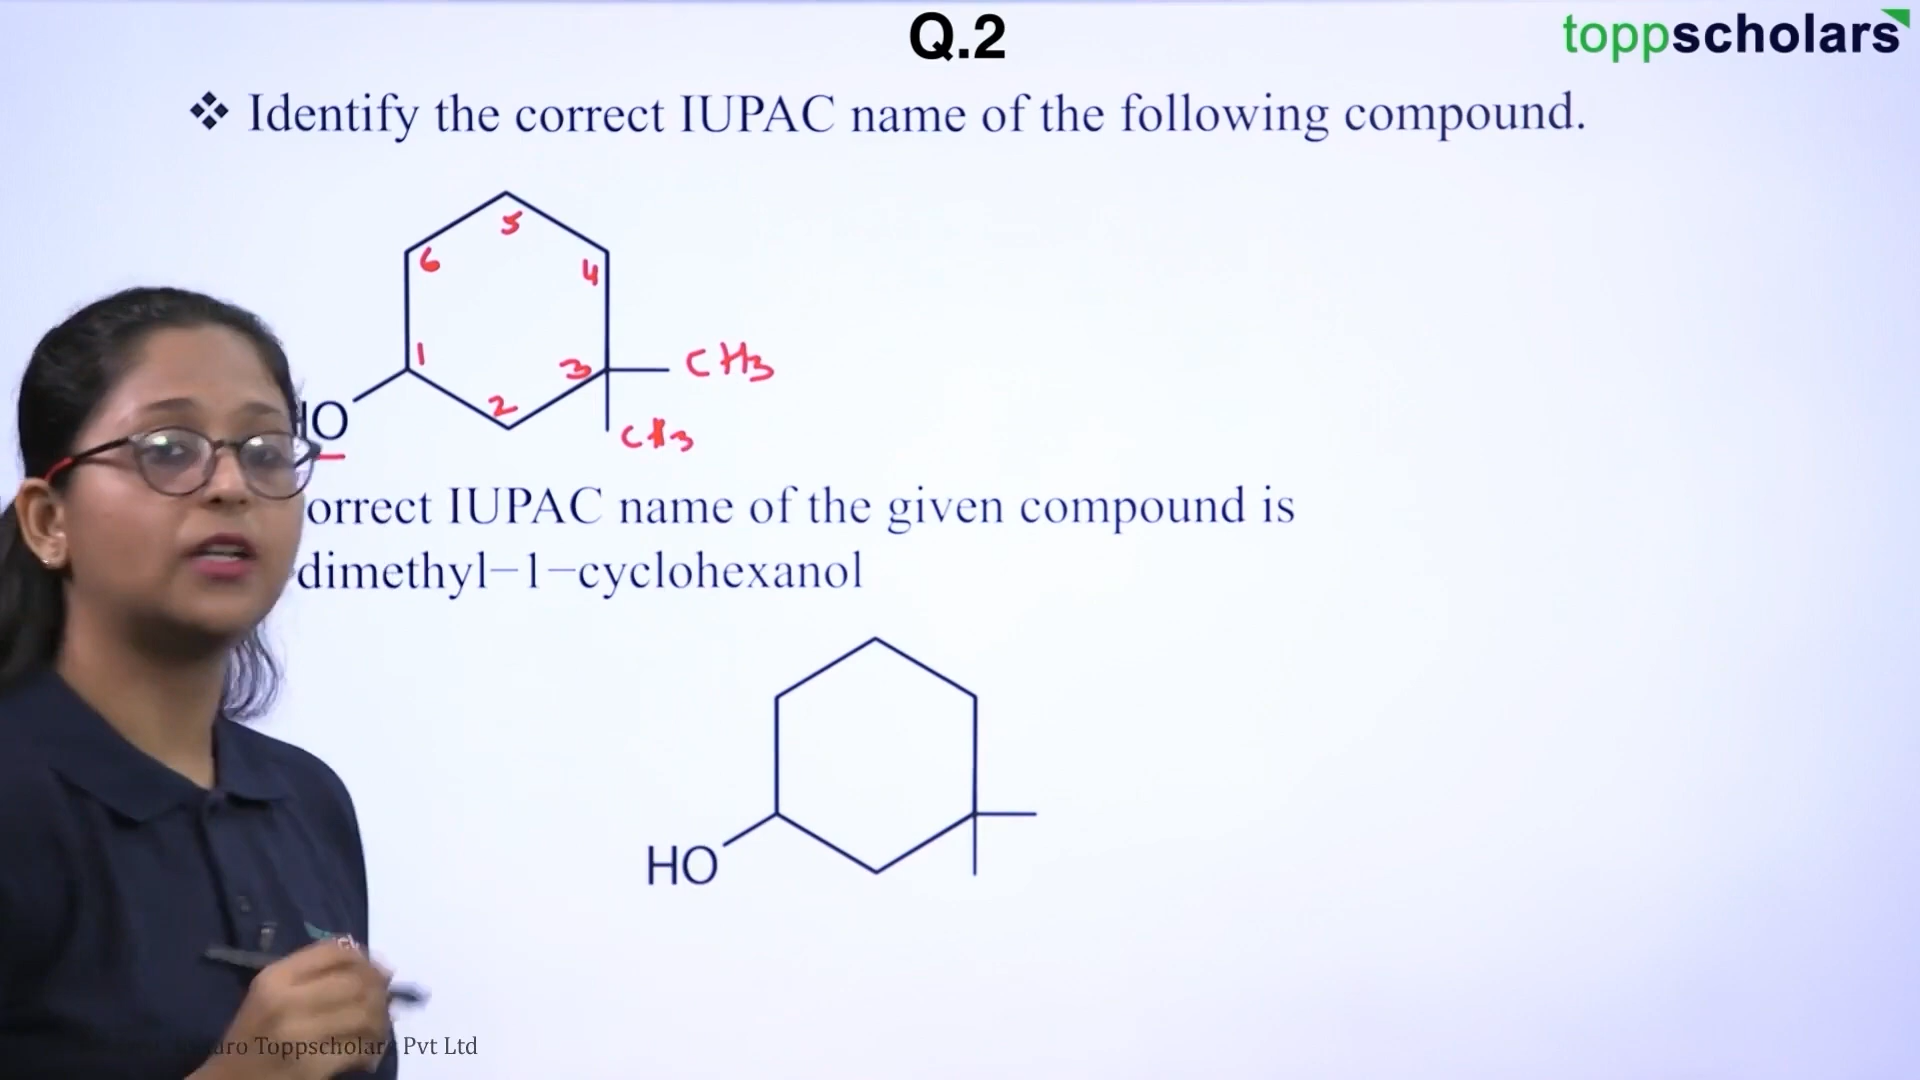 Q.2
toppscholars
❖ Identify the correct IUPAC name of the following compound.
5
6
4
1
3
CH3
2
CH3
orrect IUPAC name of the given compound is
dimethyl−1−cyclohexanol
HO
Toppscholars Pvt Ltd